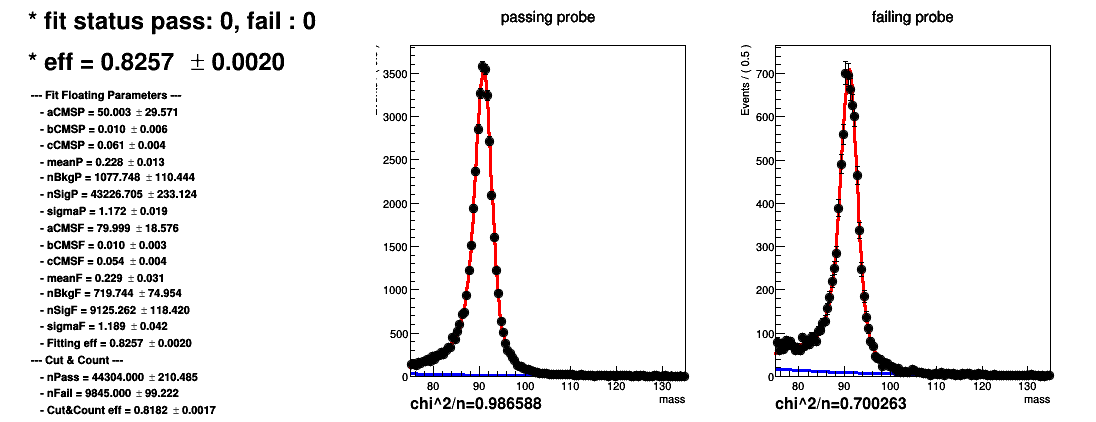 * fit status pass: 0, fail : 0
* eff = 0.8257 ± 0.0020
--- Fit Floating Parameters ---
- aCMSP = 50.003 ± 29.571
- bCMSP = 0.010 ± 0.006
- cCMSP = 0.061 ± 0.004
- meanP = 0.228 ± 0.013
- nBkgP = 1077.748 ± 110.444
- nSigP = 43226.705 ± 233.124
- sigmaP = 1.172 ± 0.019
- aCMSF = 79.999 ± 18.576
- bCMSF = 0.010 ± 0.003
- cCMSF = 0.054 ± 0.004
- meanF = 0.229 ± 0.031
- nBkgF = 719.744 ± 74.954
- nSigF = 9125.262 ± 118.420
- sigmaF = 1.189 ± 0.042
- Fitting eff = 0.8257 ± 0.0020
--- Cut & Count ---
- nPass = 44304.000 ± 210.485
- nFail = 9845.000 ± 99.222
- Cut&Count eff = 0.8182 ± 0.0017
passing probe
3500
3000
2500
2000
1500
1000
500
0
80 90 100 110 120 130
mass
chi^2/n=0.986588
failing probe
Events / ( 0.5 )
700
600
500
400
300
200
100
0
80 90 100 110 120 130
mass
chi^2/n=0.700263